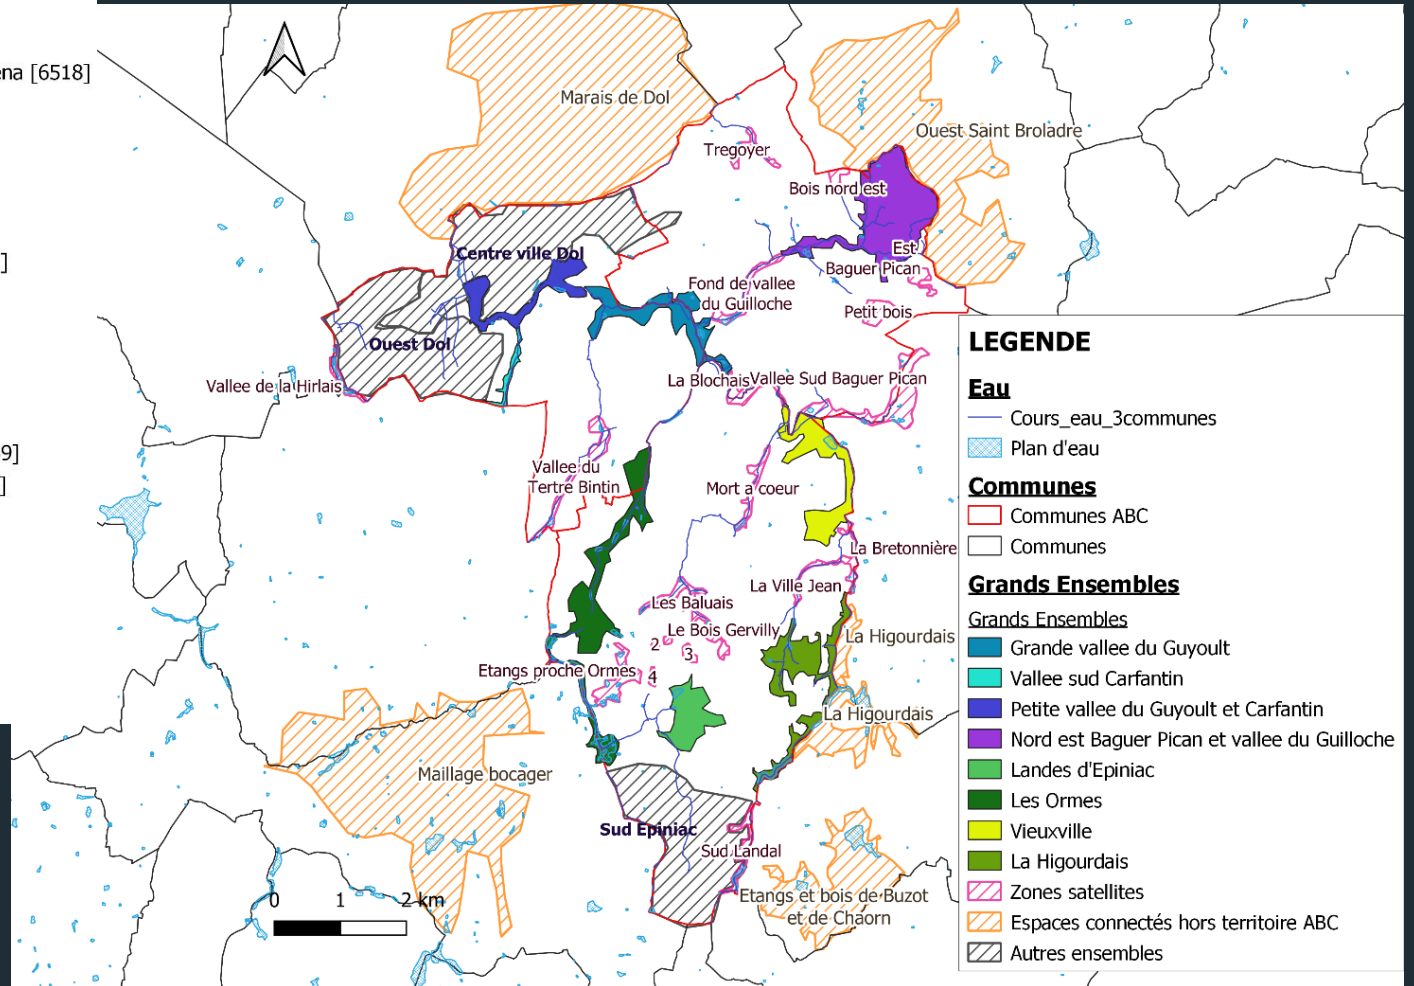 ena [6518]
]
9]
]
Marais de Dol
Ouest Saint Broladre
Tregoyer
Bois nord est
Centre ville Dol
Est
Baguer Pican
Fond de vallee
du Guilloche
Petit bois
Ouest Dol
Vallee de la Hirlais
La Blochais
Vallee Sud Baguer Pican
Vallee du
Tertre Bintin
Mort a coeur
La Bretonnière
La Ville Jean
Les Baluais
Le Bois Gervilly
La Higourdais
2
3
4
Etangs proche Ormes
La Higourdais
Maillage bocager
Sud Epiniac
Sud Landal
Etangs et bois de Buzot
et de Chaorn
0 1 2 km
LEGENDE
Eau
Cours_eau_3communes
Plan d'eau
Communes
Communes ABC
Communes
Grands Ensembles
Grands Ensembles
Grande vallee du Guyoult
Vallee sud Carfantin
Petite vallee du Guyoult et Carfantin
Nord est Baguer Pican et vallee du Guilloche
Landes d'Epiniac
Les Ormes
Vieuxville
La Higourdais
Zones satellites
Espaces connectés hors territoire ABC
Autres ensembles